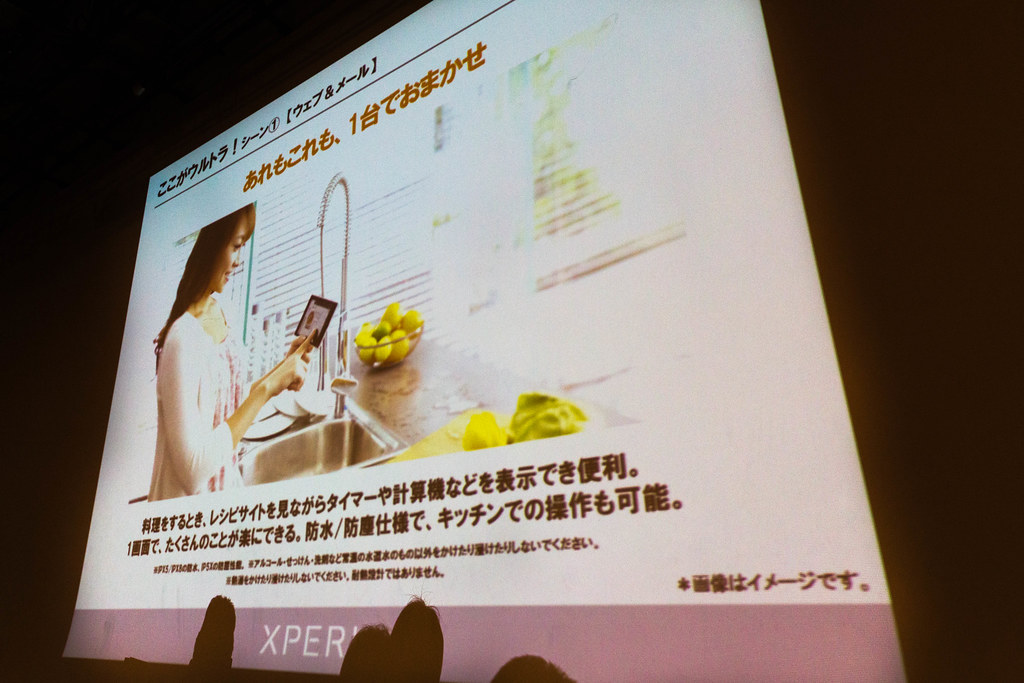 ここがウルトラ！シーン①【ウェブ＆メール】
あれもこれも、1台でおまかせ
料理をするとき、レシピサイトを見ながらタイマーや計算機などを表示でき便利。
1画面で、たくさんのことが楽にできる。防水/防塵仕様で、キッチンでの操作も可能。
※IPX5/IPX8の防水、IP5Xの防塵性能。※アルコール・せっけん・洗剤など常温の水道水のもの以外をかけたり浸けたりしないでください。
※熱湯をかけたり浸けたりしないでください。耐熱設計ではありません。
＊画像はイメージです。
XPERI